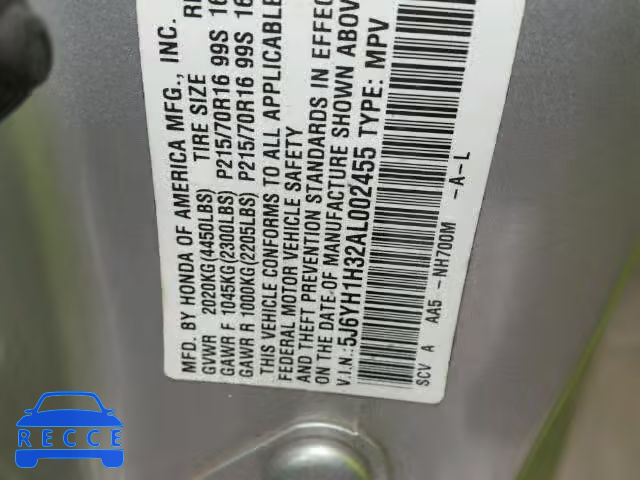 MFD. BY HONDA OF AMERICA MFG., INC.
TIRE SIZE
GVWR 2020KG(4450LBS)
GAWR F 1045KG(2300LBS) P215/70R16 99S 16
GAWR R 1000KG(2205LBS) P215/70R16 99S 16
THIS VEHICLE CONFORMS TO ALL APPLICABLE
FEDERAL MOTOR VEHICLE SAFETY
AND THEFT PREVENTION STANDARDS IN EFFEC
ON THE DATE OF MANUFACTURE SHOWN ABOV
V.I.N.:5J6YH1H32AL002455 TYPE: MPV
SCV A AA5 -NH700M -A-L
RECCE